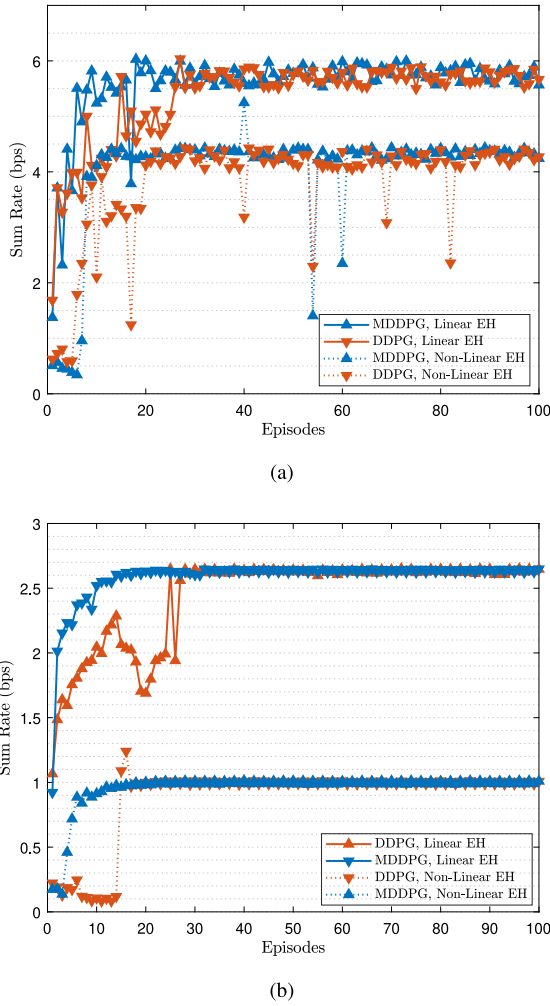 6
4
2
0
Sum Rate (bps)
MDDPG, Linear EH
DDPG, Linear EH
MDDPG, Non-Linear EH
DDPG, Non-Linear EH
0 20 40 60 80 100
Episodes
(a)
3
2.5
2
1.5
1
0.5
0
Sum Rate (bps)
DDPG, Linear EH
MDDPG, Linear EH
DDPG, Non-Linear EH
MDDPG, Non-Linear EH
0 10 20 30 40 50 60 70 80 90 100
Episodes
(b)